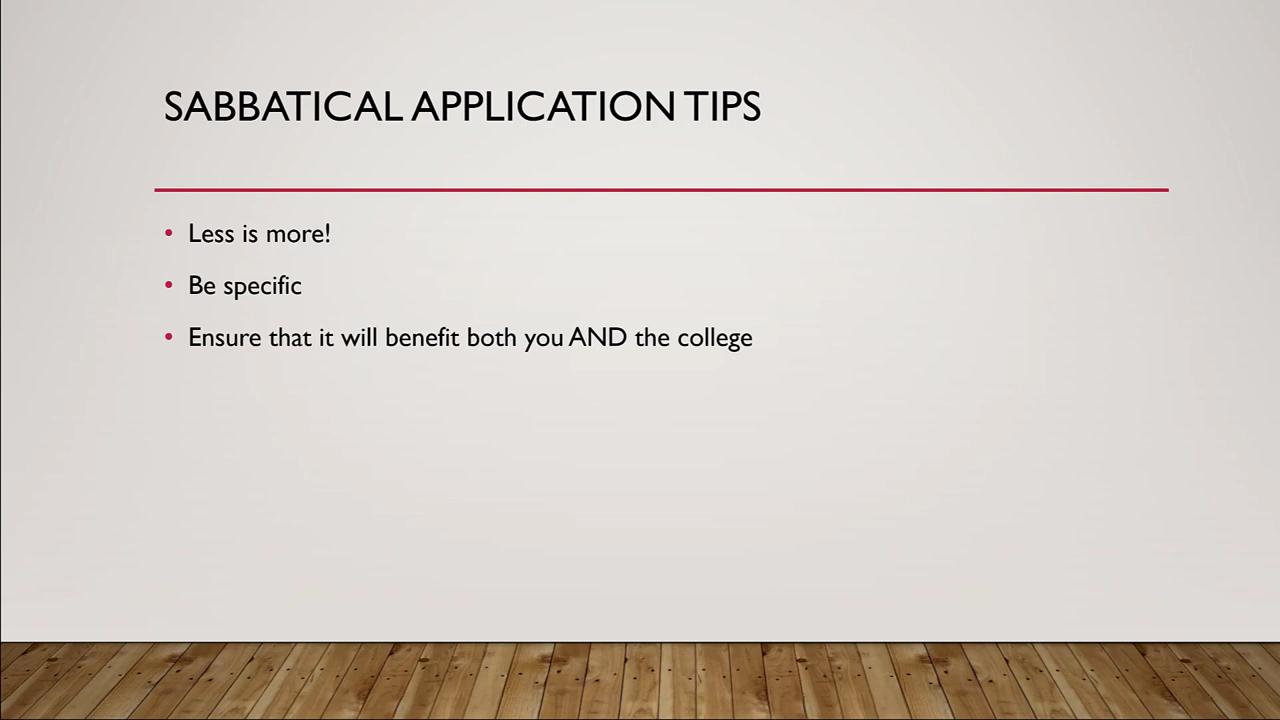 SABBATICAL APPLICATION TIPS
• Less is more!
• Be specific
• Ensure that it will benefit both you AND the college